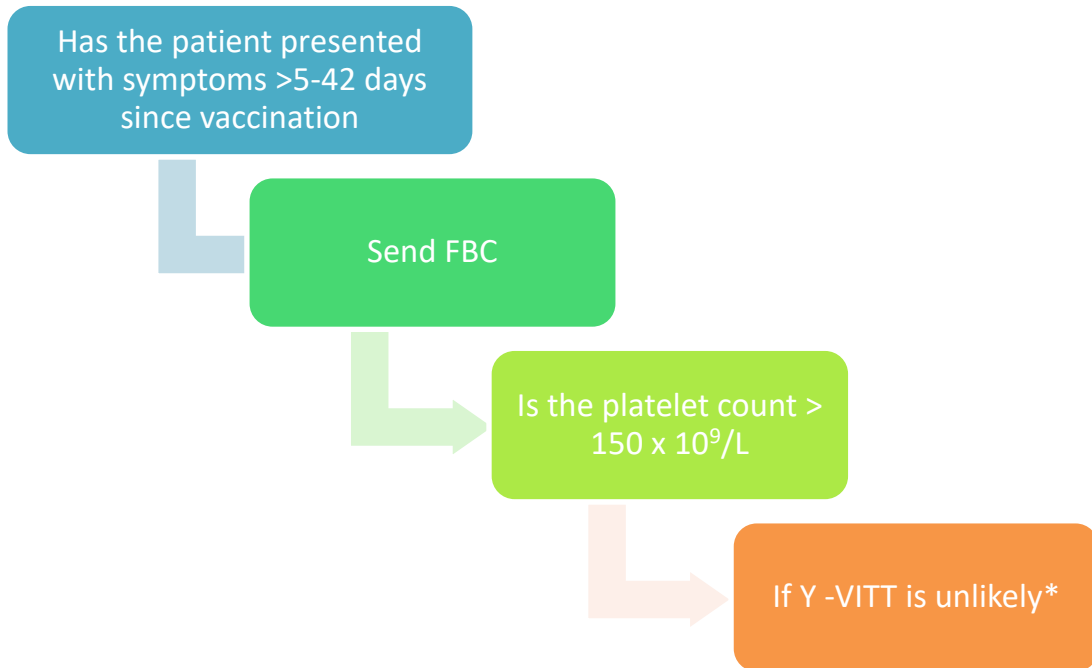 Has the patient presented
with symptoms >5-42 days
since vaccination
Send FBC
Is the platelet count >
150 x 10⁹/L
If Y -VITT is unlikely*